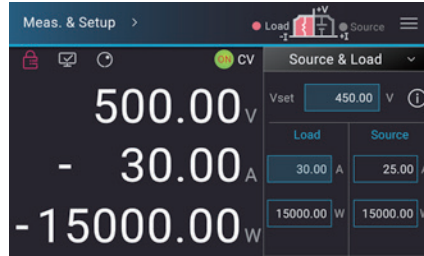 Meas. & Setup >
Load
+V
-I
+I
Source
ON CV
Source & Load
500.00 V
Vset 450.00 V
Load Source
- 30.00 A
30.00 A 25.00 A
15000.00 W 15000.00 W
-15000.00 W